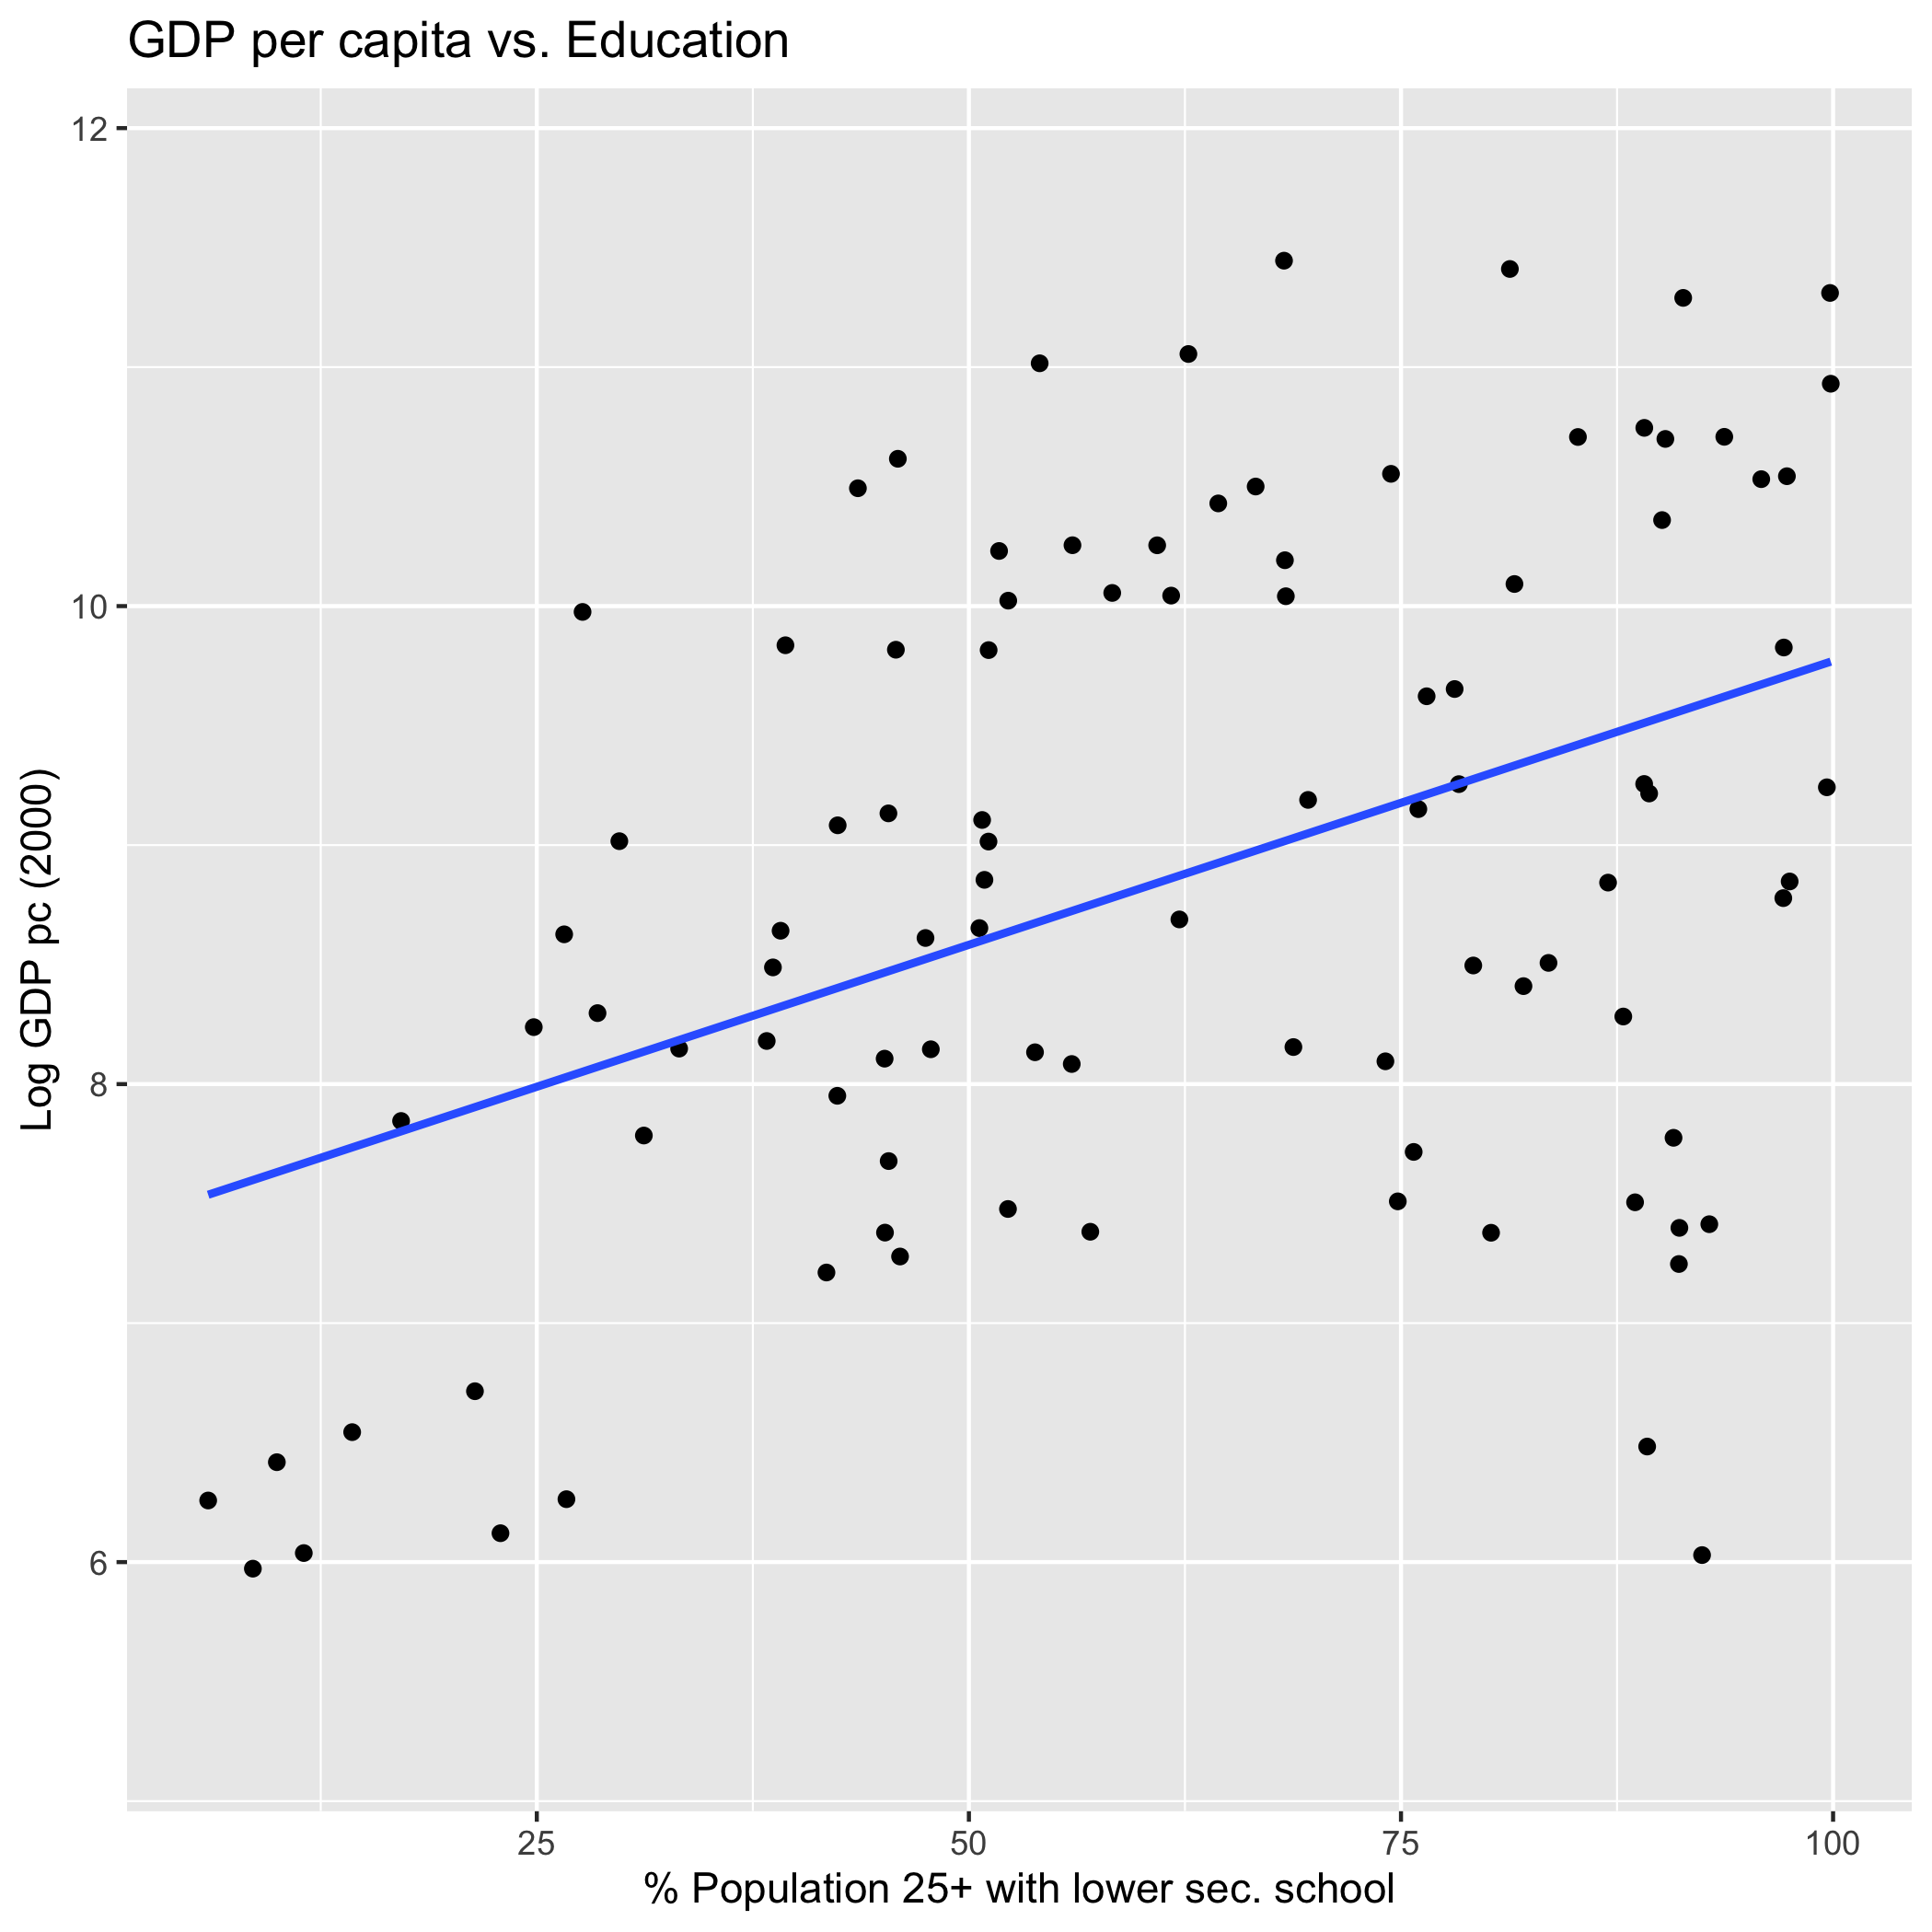 GDP per capita vs. Education
Log GDP pc (2000)
12
10
8
6
25
50
75
100
% Population 25+ with lower sec. school